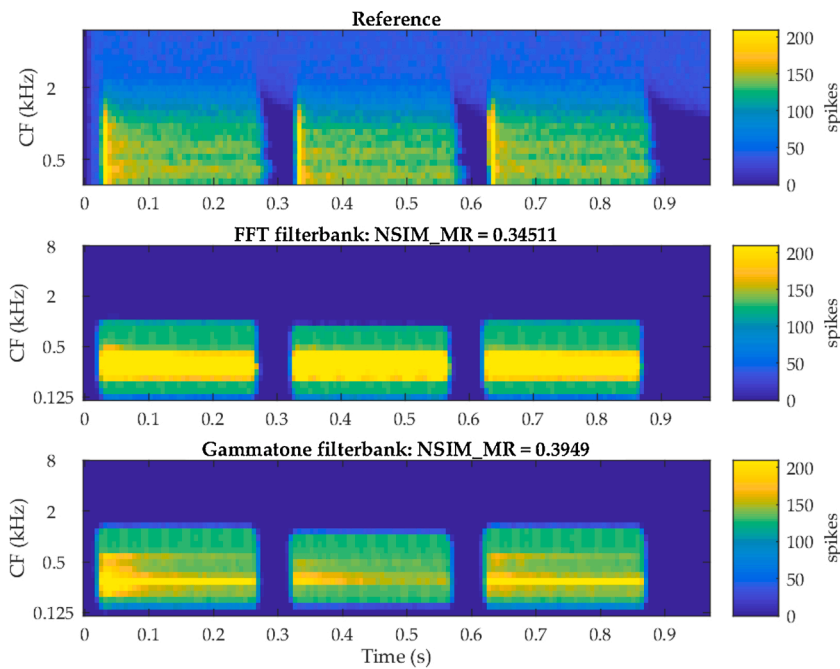 Reference
CF (kHz)
2
0.5
0 0.1 0.2 0.3 0.4 0.5 0.6 0.7 0.8 0.9
200
150
100
50
0
spikes
FFT filterbank: NSIM_MR = 0.34511
CF (kHz)
8
2
0.5
0.125
0 0.1 0.2 0.3 0.4 0.5 0.6 0.7 0.8 0.9
200
150
100
50
0
spikes
Gammatone filterbank: NSIM_MR = 0.3949
CF (kHz)
8
2
0.5
0.125
0 0.1 0.2 0.3 0.4 0.5 0.6 0.7 0.8 0.9
Time (s)
200
150
100
50
0
spikes